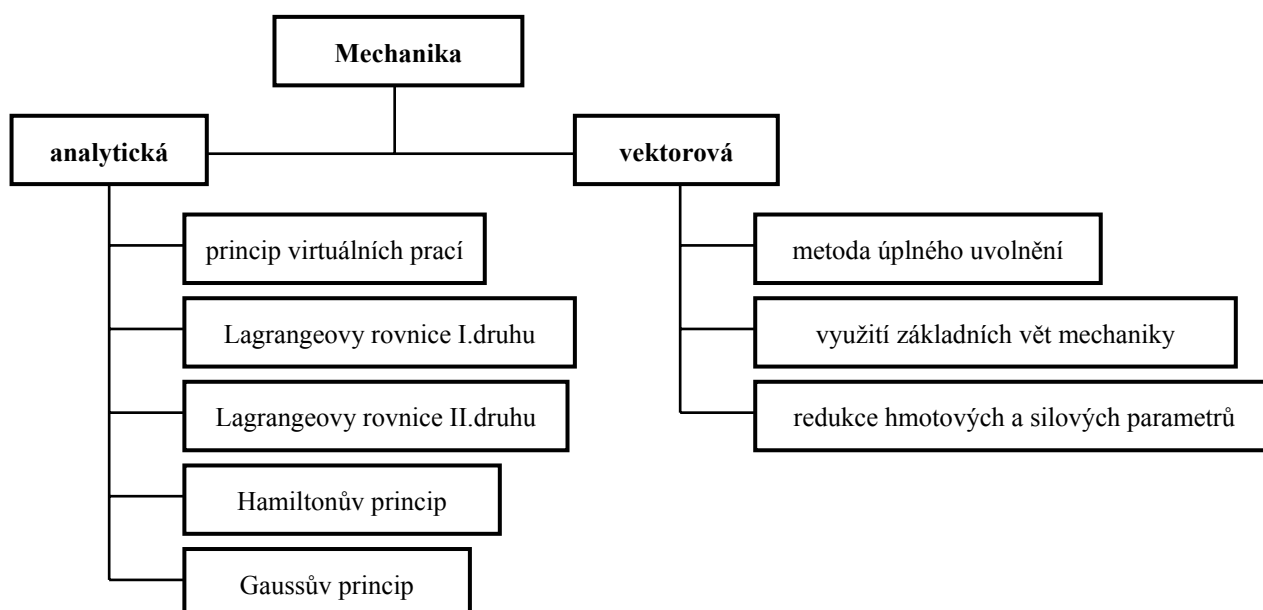 Mechanika
analytická
vektorová
princip virtuálních prací
metoda úplného uvolnění
Lagrangeovy rovnice I.druhu
využití základních vět mechaniky
Lagrangeovy rovnice II.druhu
redukce hmotových a silových parametrů
Hamiltonův princip
Gaussův princip